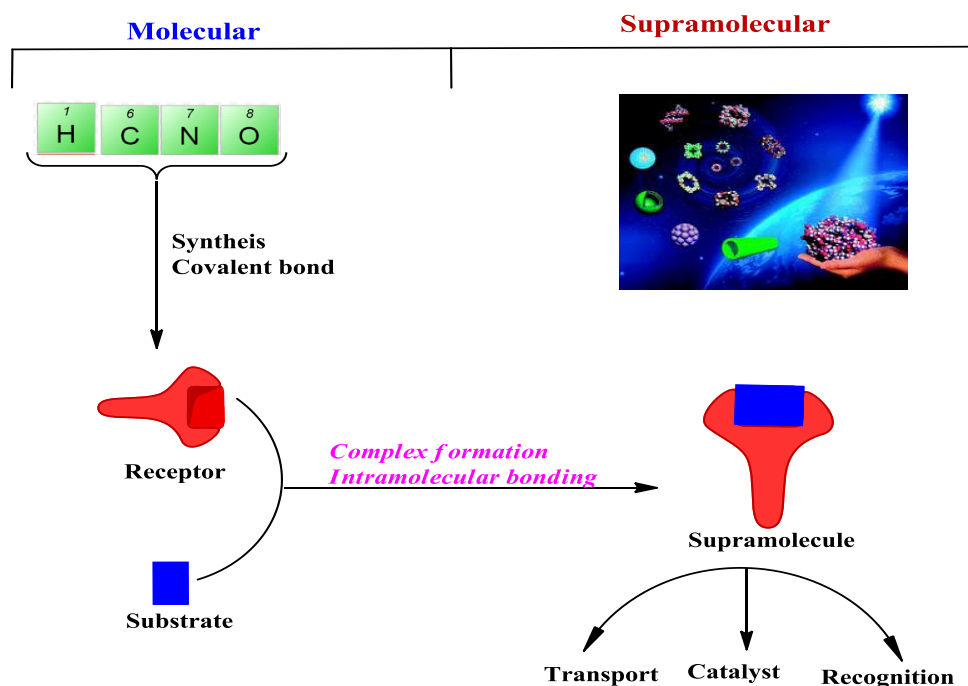 Molecular
Supramolecular
1 6 7 8
H C N O
Syntheis
Covalent bond
Receptor
Complex formation
Intramolecular bonding
Substrate
Supramolecule
Transport
Catalyst
Recognition